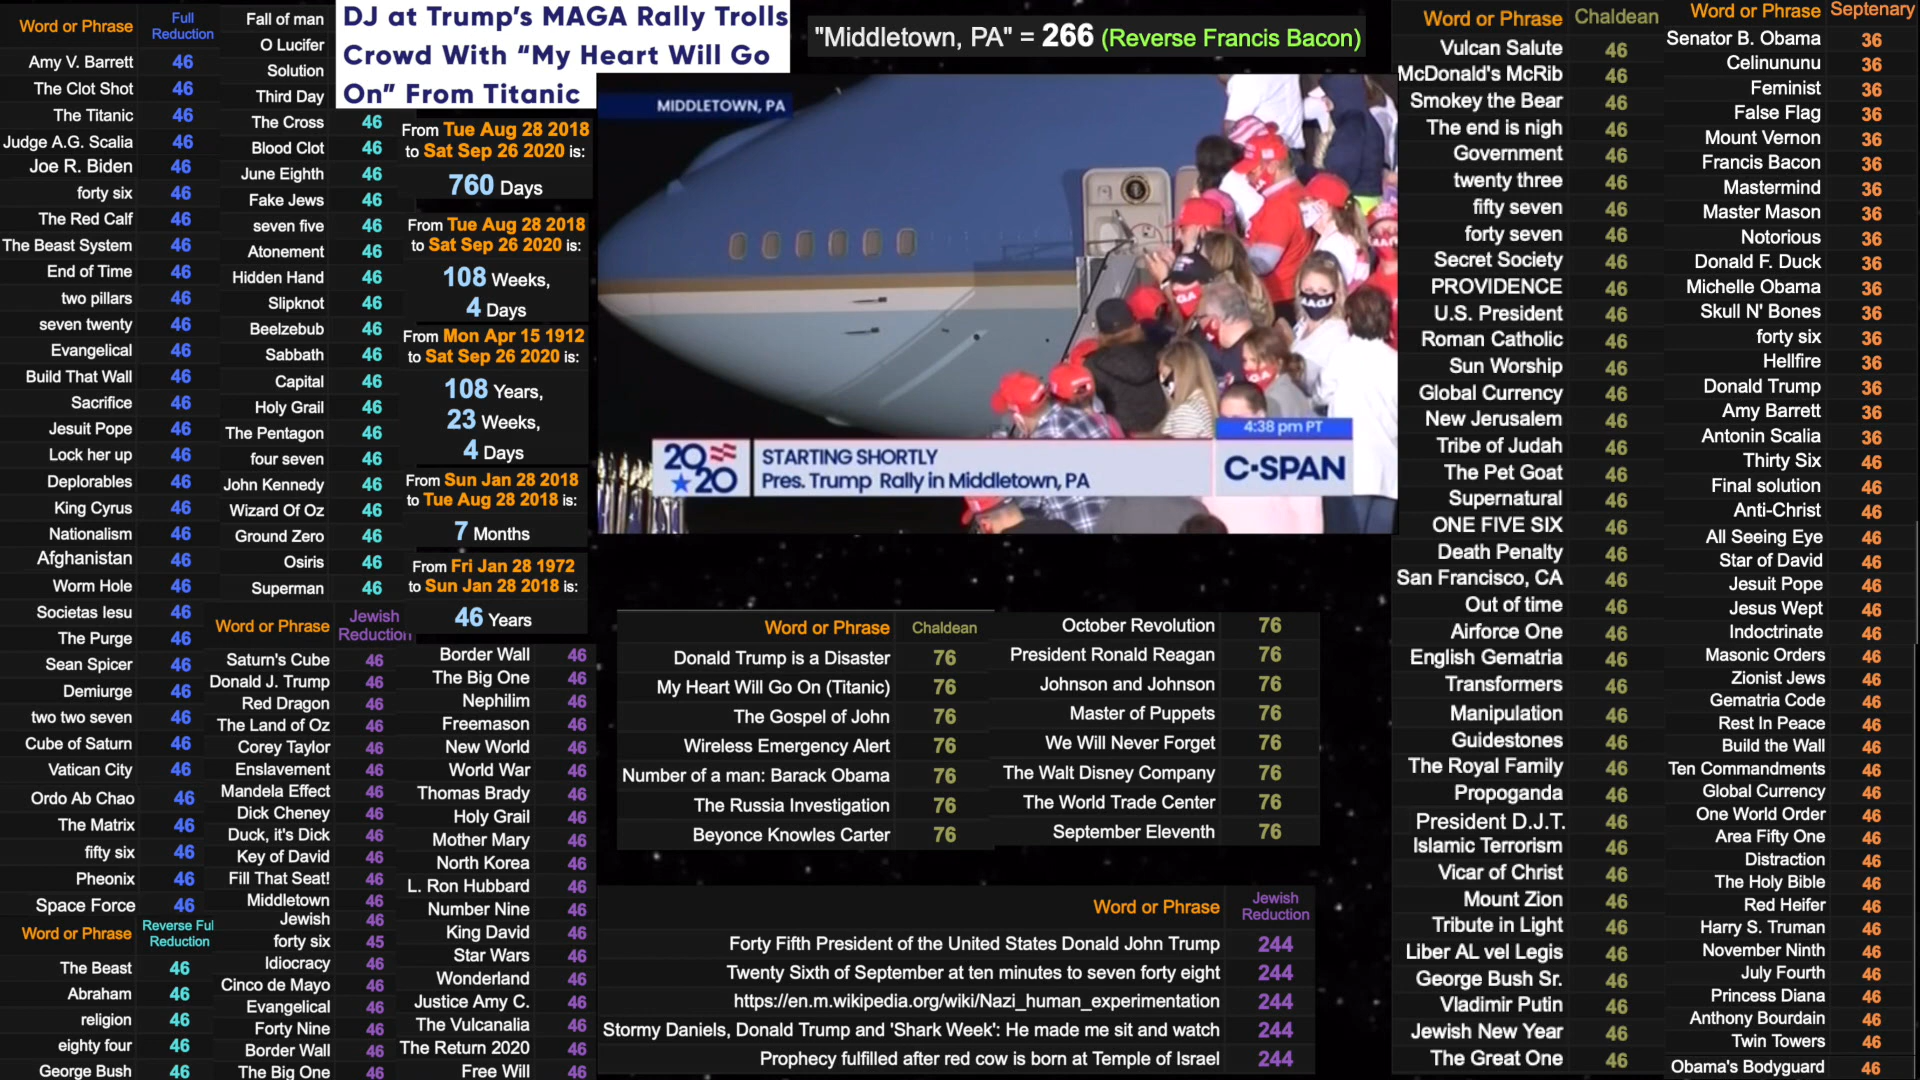 Word or Phrase Full Reduction
Amy V. Barrett 46
The Clot Shot 46
The Titanic 46
Judge A.G. Scalia 46
Joe R. Biden 46
forty six 46
The Red Calf 46
The Beast System 46
End of Time 46
two pillars 46
seven twenty 46
Evangelical 46
Build That Wall 46
Sacrifice 46
Jesuit Pope 46
Lock her up 46
Deplorables 46
King Cyrus 46
Nationalism 46
Afghanistan 46
Worm Hole 46
Societas Iesu 46
The Purge 46
Sean Spicer 46
Demiurge 46
two two seven 46
Cube of Saturn 46
Vatican City 46
Ordo Ab Chao 46
The Matrix 46
fifty six 46
Pheonix 46
Space Force 46
Word or Phrase Reverse Full Reduction
The Beast 46
Abraham 46
religion 46
eighty four 46
George Bush 46
Fall of man
O Lucifer
Solution
Third Day
The Cross 46
Blood Clot 46
June Eighth 46
Fake Jews 46
seven five 46
Atonement 46
Hidden Hand 46
Slipknot 46
Beelzebub 46
Sabbath 46
Capital 46
Holy Grail 46
The Pentagon 46
four seven 46
John Kennedy 46
Wizard Of Oz 46
Ground Zero 46
Osiris 46
Superman 46
Word or Phrase Jewish Reduction
Saturn's Cube 46
Donald J. Trump 46
Red Dragon 46
The Land of Oz 46
Corey Taylor 46
Enslavement 46
Mandela Effect 46
Dick Cheney 46
Duck, it's Dick 46
Key of David 46
Fill That Seat! 46
Middletown 46
Jewish 46
forty six 45
Idiocracy 46
Cinco de Mayo 46
Evangelical 46
Forty Nine 46
Border Wall 46
The Big One 46
DJ at Trump's MAGA Rally Trolls
Crowd With "My Heart Will Go
On" From Titanic
From Tue Aug 28 2018
to Sat Sep 26 2020 is:
760 Days
From Tue Aug 28 2018
to Sat Sep 26 2020 is:
108 Weeks,
4 Days
From Mon Apr 15 1912
to Sat Sep 26 2020 is:
108 Years,
23 Weeks,
4 Days
From Sun Jan 28 2018
to Tue Aug 28 2018 is:
7 Months
From Fri Jan 28 1972
to Sun Jan 28 2018 is:
46 Years
Border Wall 46
The Big One 46
Nephilim 46
Freemason 46
New World 46
World War 46
Thomas Brady 46
Holy Grail 46
Mother Mary 46
North Korea 46
L. Ron Hubbard 46
Number Nine 46
King David 46
Star Wars 46
Wonderland 46
Justice Amy C. 46
The Vulcanalia 46
The Return 2020 46
Free Will 46
"Middletown, PA" = 266 (Reverse Francis Bacon)
MIDDLETOWN, PA
MAGA
4:38 pm PT
2020
STARTING SHORTLY
Pres. Trump Rally in Middletown, PA
C-SPAN
Word or Phrase Chaldean
Donald Trump is a Disaster 76
My Heart Will Go On (Titanic) 76
The Gospel of John 76
Wireless Emergency Alert 76
Number of a man: Barack Obama 76
The Russia Investigation 76
Beyonce Knowles Carter 76
October Revolution 76
President Ronald Reagan 76
Johnson and Johnson 76
Master of Puppets 76
We Will Never Forget 76
The Walt Disney Company 76
The World Trade Center 76
September Eleventh 76
Word or Phrase Jewish Reduction
Forty Fifth President of the United States Donald John Trump 244
Twenty Sixth of September at ten minutes to seven forty eight 244
https://en.m.wikipedia.org/wiki/Nazi_human_experimentation 244
Stormy Daniels, Donald Trump and 'Shark Week': He made me sit and watch 244
Prophecy fulfilled after red cow is born at Temple of Israel 244
Word or Phrase Chaldean
Vulcan Salute 46
McDonald's McRib 46
Smokey the Bear 46
The end is nigh 46
Government 46
twenty three 46
fifty seven 46
forty seven 46
Secret Society 46
PROVIDENCE 46
U.S. President 46
Roman Catholic 46
Sun Worship 46
Global Currency 46
New Jerusalem 46
Tribe of Judah 46
The Pet Goat 46
Supernatural 46
ONE FIVE SIX 46
Death Penalty 46
San Francisco, CA 46
Out of time 46
Airforce One 46
English Gematria 46
Transformers 46
Manipulation 46
Guidestones 46
The Royal Family 46
Propoganda 46
President D.J.T. 46
Islamic Terrorism 46
Vicar of Christ 46
Mount Zion 46
Tribute in Light 46
Liber AL vel Legis 46
George Bush Sr. 46
Vladimir Putin 46
Jewish New Year 46
The Great One 46
Word or Phrase Septenary
Senator B. Obama 36
Celinununu 36
Feminist 36
False Flag 36
Mount Vernon 36
Francis Bacon 36
Mastermind 36
Master Mason 36
Notorious 36
Donald F. Duck 36
Michelle Obama 36
Skull N' Bones 36
forty six 36
Hellfire 36
Donald Trump 36
Amy Barrett 36
Antonin Scalia 36
Thirty Six 46
Final solution 46
Anti-Christ 46
All Seeing Eye 46
Star of David 46
Jesuit Pope 46
Jesus Wept 46
Indoctrinate 46
Masonic Orders 46
Zionist Jews 46
Gematria Code 46
Rest In Peace 46
Build the Wall 46
Ten Commandments 46
Global Currency 46
One World Order 46
Area Fifty One 46
Distraction 46
The Holy Bible 46
Red Heifer 46
Harry S. Truman 46
November Ninth 46
July Fourth 46
Princess Diana 46
Anthony Bourdain 46
Twin Towers 46
Obama's Bodyguard 46